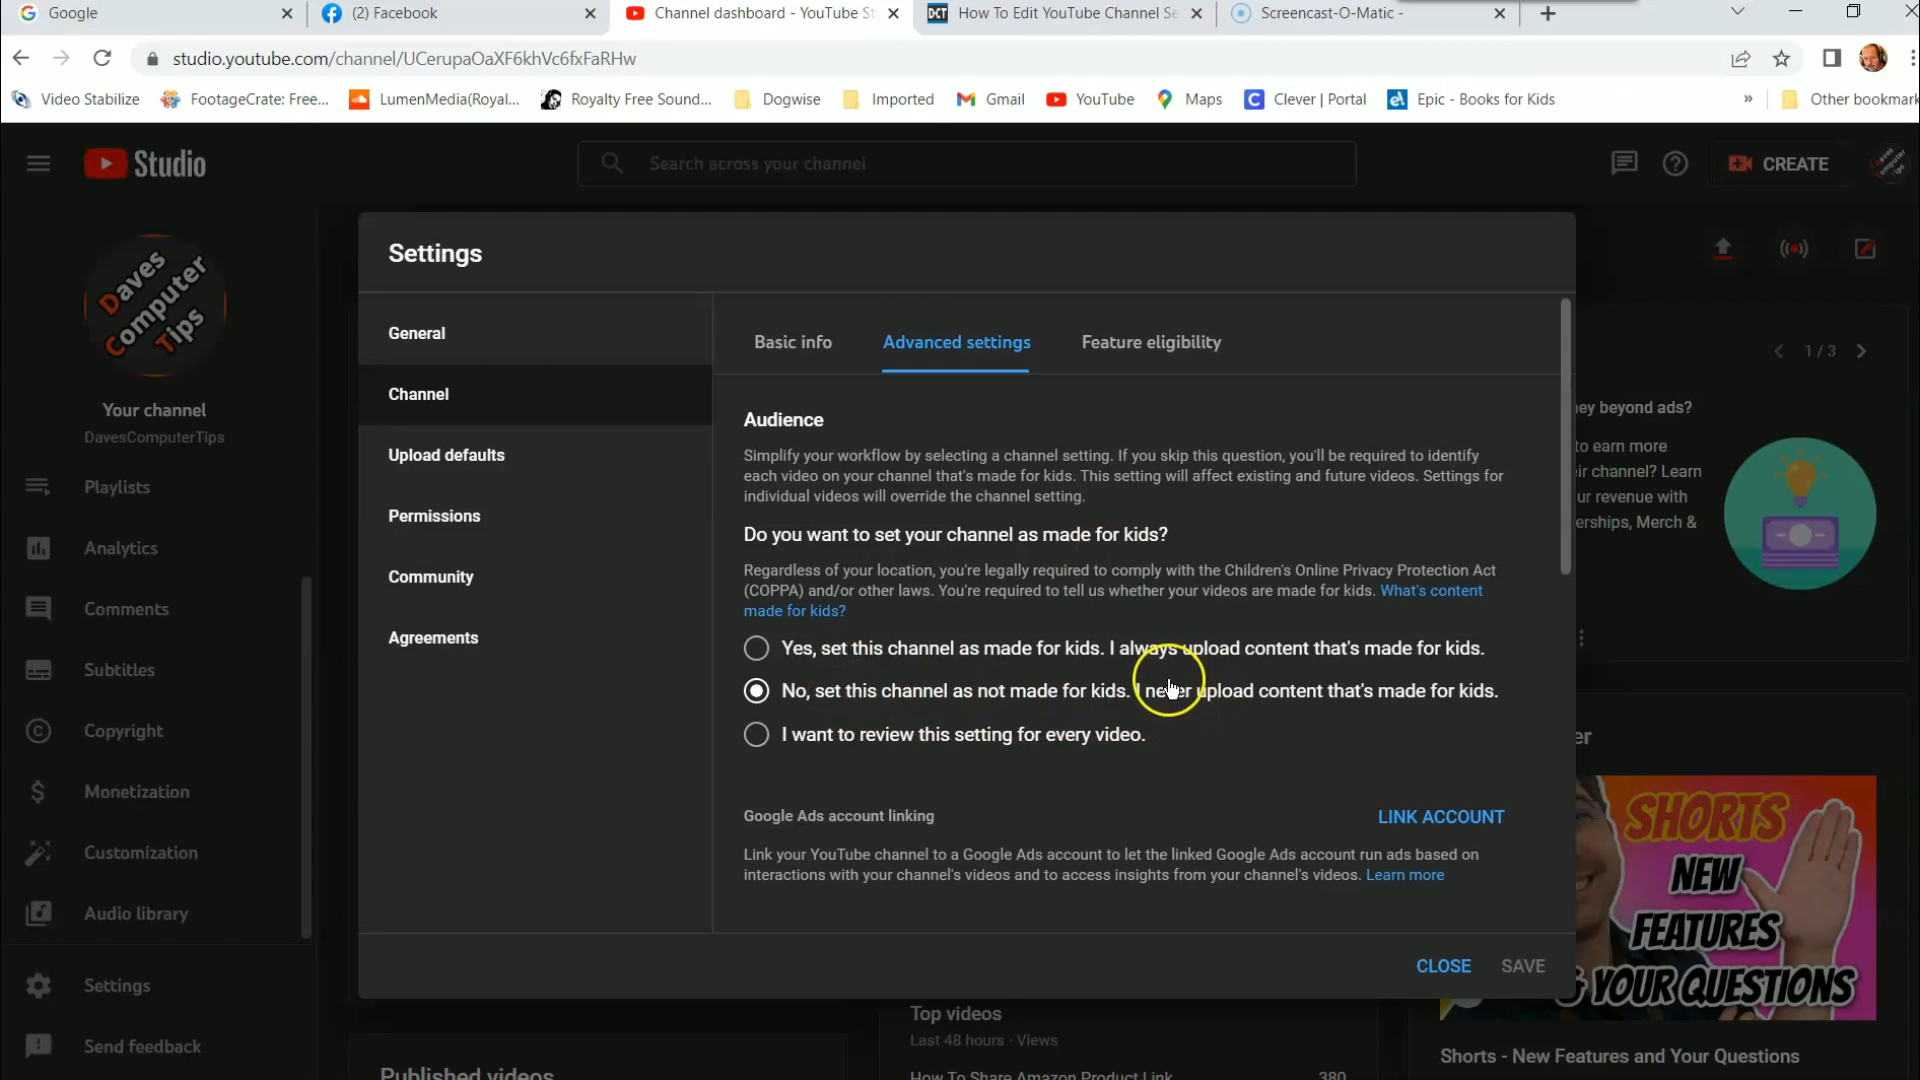 Google
(2) Facebook
Channel dashboard - YouTube St
DCT How To Edit YouTube Channel Se
Screencast-O-Matic -
studio.youtube.com/channel/UCerupaOaXF6khVc6fxFaRHw
Video Stabilize
FootageCrate: Free...
LumenMedia(Royal...
Royalty Free Sound...
Dogwise
Imported
Gmail
YouTube
Maps
Clever | Portal
Epic - Books for Kids
»
Other bookmark
Studio
Search across your channel
CREATE
Daves Computer Tips
Your channel
DavesComputerTips
Playlists
Analytics
Comments
Subtitles
Copyright
Monetization
Customization
Audio library
Settings
Send feedback
Settings
General
Channel
Upload defaults
Permissions
Community
Agreements
Basic info
Advanced settings
Feature eligibility
Audience
Simplify your workflow by selecting a channel setting. If you skip this question, you'll be required to identify
each video on your channel that's made for kids. This setting will affect existing and future videos. Settings for
individual videos will override the channel setting.
Do you want to set your channel as made for kids?
Regardless of your location, you're legally required to comply with the Children's Online Privacy Protection Act
(COPPA) and/or other laws. You're required to tell us whether your videos are made for kids. What's content
made for kids?
Yes, set this channel as made for kids. I always upload content that's made for kids.
No, set this channel as not made for kids. I never upload content that's made for kids.
I want to review this setting for every video.
Google Ads account linking
LINK ACCOUNT
Link your YouTube channel to a Google Ads account to let the linked Google Ads account run ads based on
interactions with your channel's videos and to access insights from your channel's videos. Learn more
CLOSE
SAVE
1 / 3
ey beyond ads?
to earn more
ir channel? Learn
ur revenue with
erships, Merch &
er
SHORTS
NEW
FEATURES
& YOUR QUESTIONS
Shorts - New Features and Your Questions
Published videos
Top videos
Last 48 hours · Views
How To Share Amazon Product Link
380